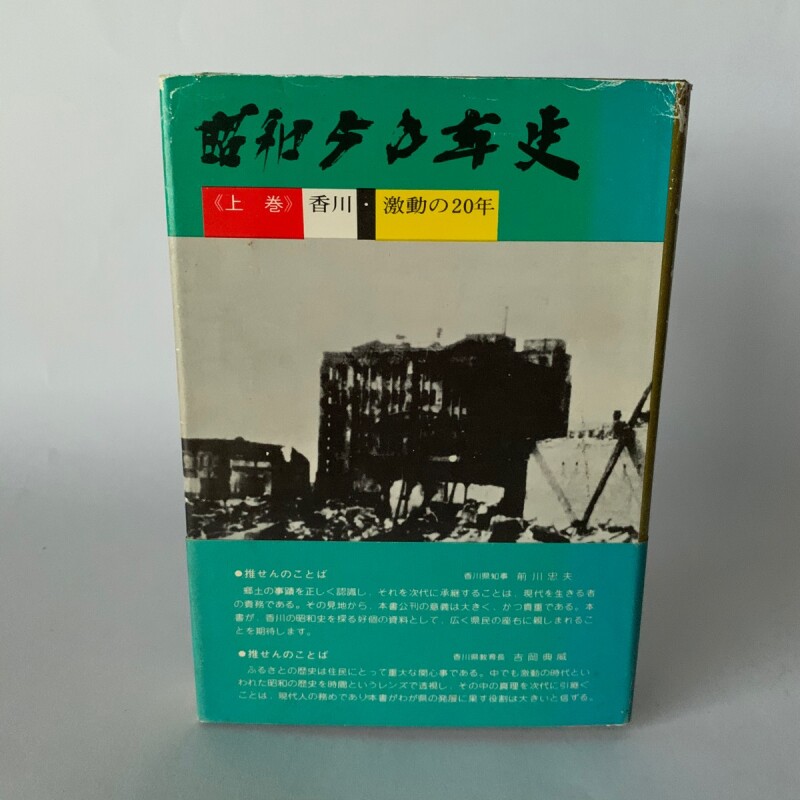 昭和五十年史
《上 巻》香川・激動の20年
●推せんのことば 香川県知事 前川忠夫
郷土の事蹟を正しく認識し、それを次代に承継することは、現代を生きる者
の責務である。その見地から、本書公刊の意義は大きく、かつ貴重である。本
書が、香川の昭和史を探る好個の資料として、広く県民の座右に親しまれるこ
とを期待します。
●推せんのことば 香川県教育長 吉岡典威
ふるさとの歴史は住民にとって重大な関心事である。中でも激動の時代とい
われた昭和の歴史を時間というレンズで透視し、その中の真理を次代に引継ぐ
ことは、現代人の務めであり本書がわが県の発展に果す役割は大きいと信ずる。